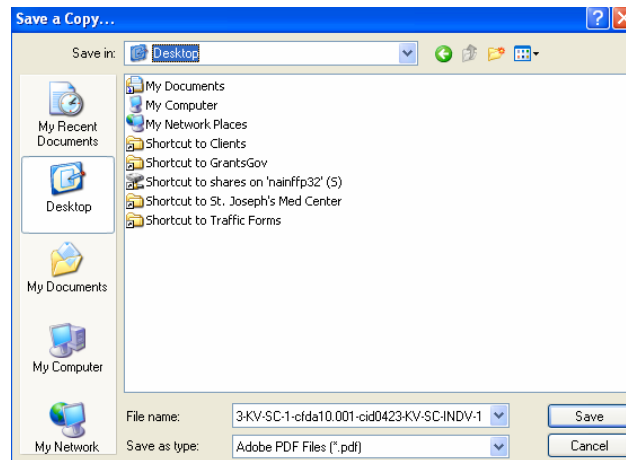 Save a Copy...
Save in:
Desktop
My Recent
Documents
Desktop
My Documents
My Computer
My Network
My Documents
My Computer
My Network Places
Shortcut to Clients
Shortcut to GrantsGov
Shortcut to shares on 'nainffp32' (S)
Shortcut to St. Joseph's Med Center
Shortcut to Traffic Forms
File name:
3-KV-SC-1-cfda10.001-cid0423-KV-SC-INDV-1
Save
Save as type:
Adobe PDF Files (*.pdf)
Cancel